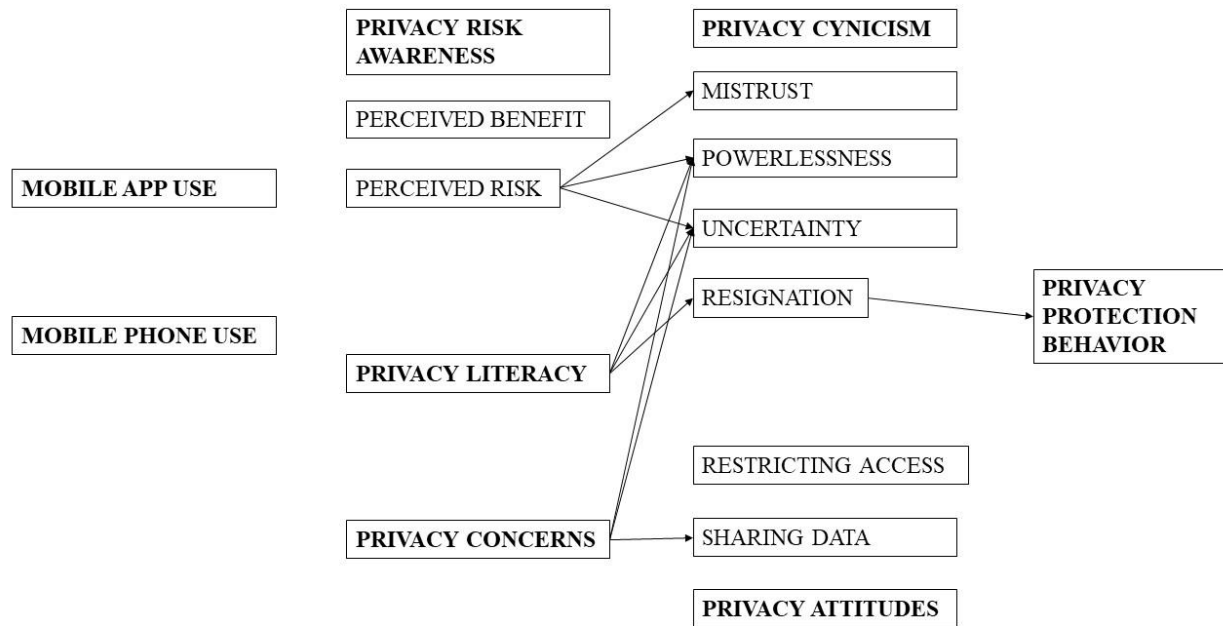 PRIVACY RISK
AWARENESS
PRIVACY CYNICISM
MISTRUST
PERCEIVED BENEFIT
POWERLESSNESS
MOBILE APP USE
PERCEIVED RISK
UNCERTAINTY
RESIGNATION
PRIVACY
PROTECTION
BEHAVIOR
MOBILE PHONE USE
PRIVACY LITERACY
RESTRICTING ACCESS
PRIVACY CONCERNS
SHARING DATA
PRIVACY ATTITUDES